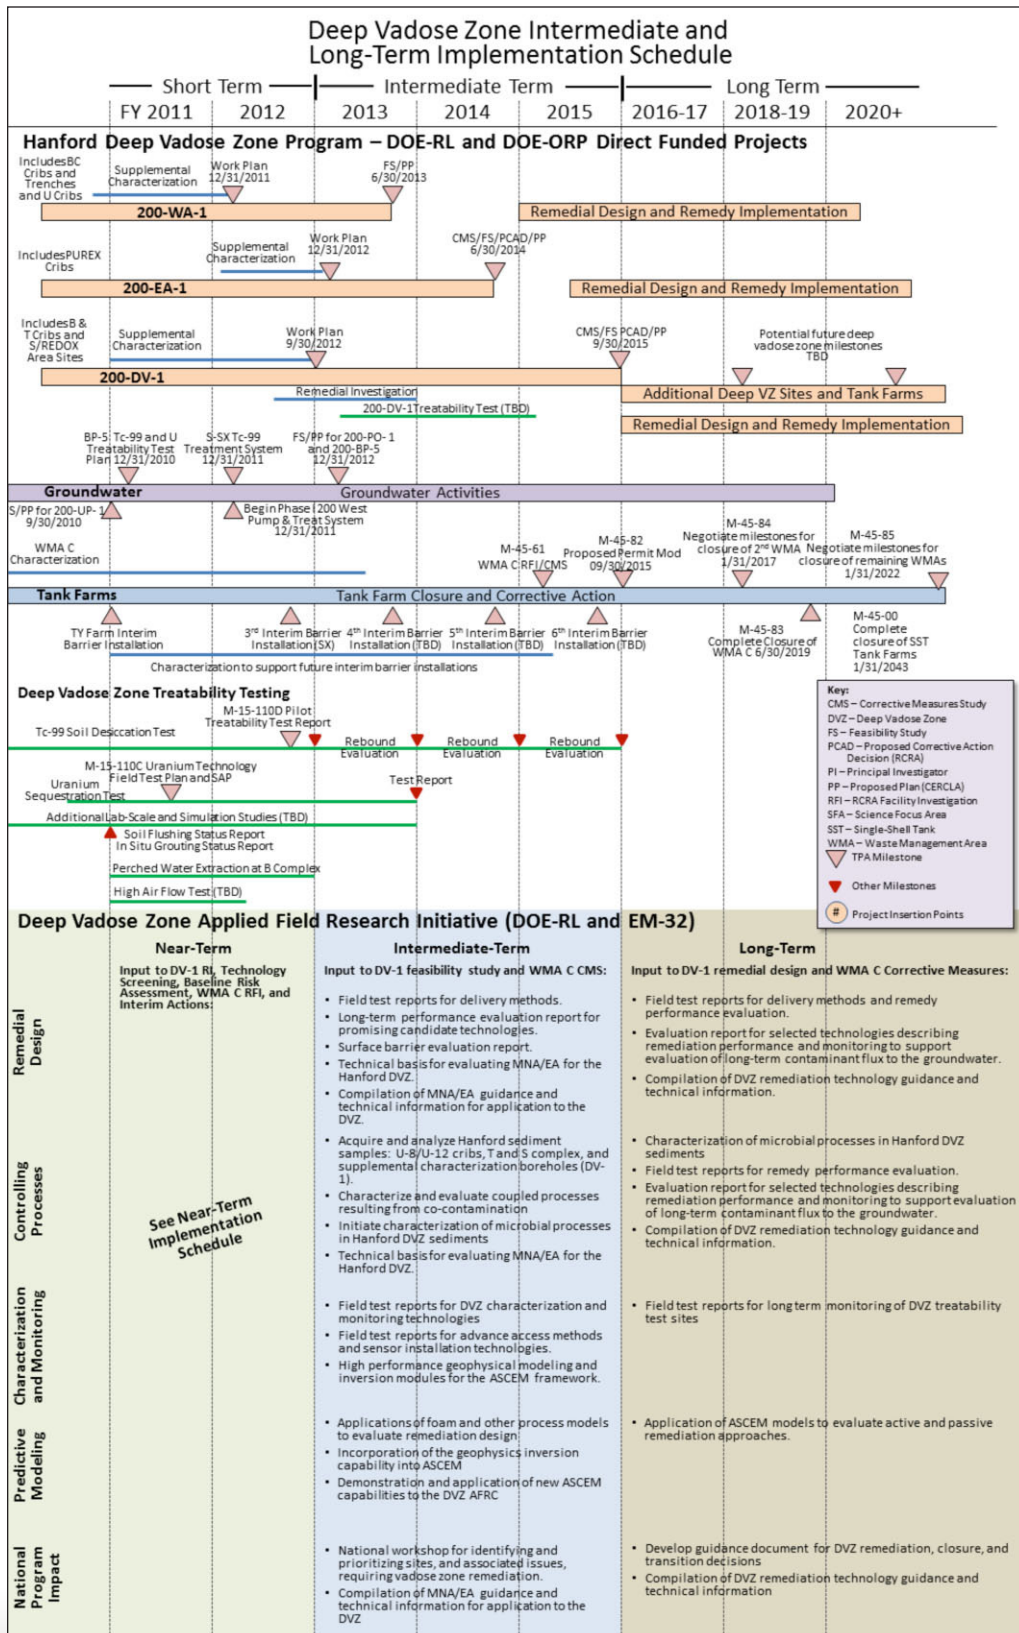 Deep Vadose Zone Intermediate and
Long-Term Implementation Schedule
Short Term
Intermediate Term
Long Term
FY 2011
2012
2013
2014
2015
2016-17
2018-19
2020+
Hanford Deep Vadose Zone Program – DOE-RL and DOE-ORP Direct Funded Projects
Includes BC
Cribs and
Trenches
and U Cribs
Supplemental
Characterization
Work Plan
12/31/2011
FS/PP
6/30/2013
200-WA-1
Remedial Design and Remedy Implementation
Includes PUREX
Cribs
Supplemental
Characterization
Work Plan
12/31/2012
CMS/FS/PCAD/PP
6/30/2014
200-EA-1
Remedial Design and Remedy Implementation
Includes B &
T Cribs and
S/REDOX
Area Sites
Supplemental
Characterization
Work Plan
9/30/2012
CMS/FS PCAD/PP
9/30/2015
Potential future deep
vadose zone milestones
TBD
200-DV-1
Remedial Investigation
200-DV-1 Treatability Test (TBD)
Additional Deep VZ Sites and Tank Farms
Remedial Design and Remedy Implementation
BP-5 Tc-99 and U
Treatability Test
Plan 12/31/2010
S-SX Tc-99
Treatment System
12/31/2011
FS/PP for 200-PO-1
and 200-BP-5
12/31/2012
Groundwater
Groundwater Activities
S/PP for 200-UP-1
9/30/2010
Begin Phase I 200 West
Pump & Treat System
12/31/2011
WMA C
Characterization
M-45-61
WMA C RFI/CMS
M-45-82
Proposed Permit Mod
09/30/2015
M-45-84
Negotiate milestones for
closure of 2nd WMA
1/31/2017
M-45-85
Negotiate milestones for
closure of remaining WMAs
1/31/2022
Tank Farms
Tank Farm Closure and Corrective Action
TY Farm Interim
Barrier Installation
3rd Interim Barrier
Installation (SX)
4th Interim Barrier
Installation (TBD)
5th Interim Barrier
Installation (TBD)
6th Interim Barrier
Installation (TBD)
M-45-83
Complete Closure of
WMA C 6/30/2019
M-45-00
Complete
closure of SST
Tank Farms
1/31/2043
Characterization to support future interim barrier installations
Deep Vadose Zone Treatability Testing
M-15-110D Pilot
Treatability Test Report
Tc-99 Soil Desiccation Test
Rebound
Evaluation
Rebound
Evaluation
Rebound
Evaluation
M-15-110C Uranium Technology
Field Test Plan and SAP
Uranium
Sequestration Test
Test Report
Additional Lab-Scale and Simulation Studies (TBD)
Soil Flushing Status Report
In Situ Grouting Status Report
Perched Water Extraction at B Complex
High Air Flow Test (TBD)
Key:
CMS – Corrective Measures Study
DVZ – Deep Vadose Zone
FS – Feasibility Study
PCAD – Proposed Corrective Action
Decision (RCRA)
PI – Principal Investigator
PP – Proposed Plan (CERCLA)
RFI – RCRA Facility Investigation
SFA – Science Focus Area
SST – Single-Shell Tank
WMA – Waste Management Area
TPA Milestone
Other Milestones
# Project Insertion Points
Deep Vadose Zone Applied Field Research Initiative (DOE-RL and EM-32)
Near-Term
Intermediate-Term
Long-Term
Input to DV-1 RI, Technology
Screening, Baseline Risk
Assessment, WMA C RFI, and
Interim Actions:
See Near-Term
Implementation
Schedule
Input to DV-1 feasibility study and WMA C CMS:
Input to DV-1 remedial design and WMA C Corrective Measures:
Remedial
Design
• Field test reports for delivery methods.
• Long-term performance evaluation report for
promising candidate technologies.
• Surface barrier evaluation report.
• Technical basis for evaluating MNA/EA for the
Hanford DVZ.
• Compilation of MNA/EA guidance and
technical information for application to the
DVZ.
• Field test reports for delivery methods and remedy
performance evaluation.
• Evaluation report for selected technologies describing
remediation performance and monitoring to support
evaluation of long-term contaminant flux to the groundwater.
• Compilation of DVZ remediation technology guidance and
technical information.
Controlling
Processes
• Acquire and analyze Hanford sediment
samples: U-8/U-12 cribs, T and S complex, and
supplemental characterization boreholes (DV-
1).
• Characterize and evaluate coupled processes
resulting from co-contamination
• Initiate characterization of microbial processes
in Hanford DVZ sediments
• Technical basis for evaluating MNA/EA for the
Hanford DVZ.
• Characterization of microbial processes in Hanford DVZ
sediments
• Field test reports for remedy performance evaluation.
• Evaluation report for selected technologies describing
remediation performance and monitoring to support evaluation
of long-term contaminant flux to the groundwater.
• Compilation of DVZ remediation technology guidance and
technical information.
Characterization
and Monitoring
• Field test reports for DVZ characterization and
monitoring technologies
• Field test reports for advance access methods
and sensor installation technologies.
• High performance geophysical modeling and
inversion modules for the ASCEM framework.
• Field test reports for long term monitoring of DVZ treatability
test sites
Predictive
Modeling
• Applications of foam and other process models
to evaluate remediation design
• Incorporation of the geophysics inversion
capability into ASCEM
• Demonstration and application of new ASCEM
capabilities to the DVZ AFRC
• Application of ASCEM models to evaluate active and passive
remediation approaches.
National
Program
Impact
• National workshop for identifying and
prioritizing sites, and associated issues,
requiring vadose zone remediation.
• Compilation of MNA/EA guidance and
technical information for application to the
DVZ
• Develop guidance document for DVZ remediation, closure, and
transition decisions
• Compilation of DVZ remediation technology guidance and
technical information